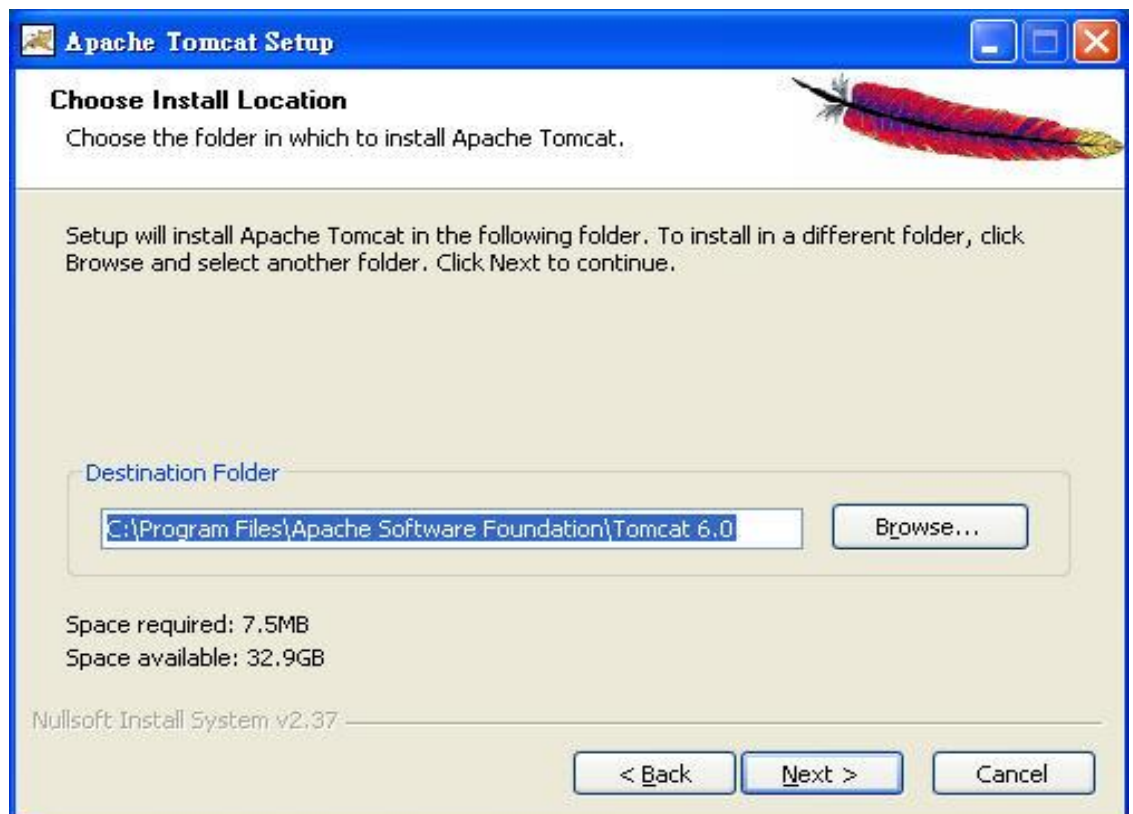 Apache Tomcat Setup
Choose Install Location
Choose the folder in which to install Apache Tomcat.
Setup will install Apache Tomcat in the following folder. To install in a different folder, click
Browse and select another folder. Click Next to continue.
Destination Folder
C:\Program Files\Apache Software Foundation\Tomcat 6.0
Browse...
Space required: 7.5MB
Space available: 32.9GB
Nullsoft Install System v2.37
< Back
Next >
Cancel